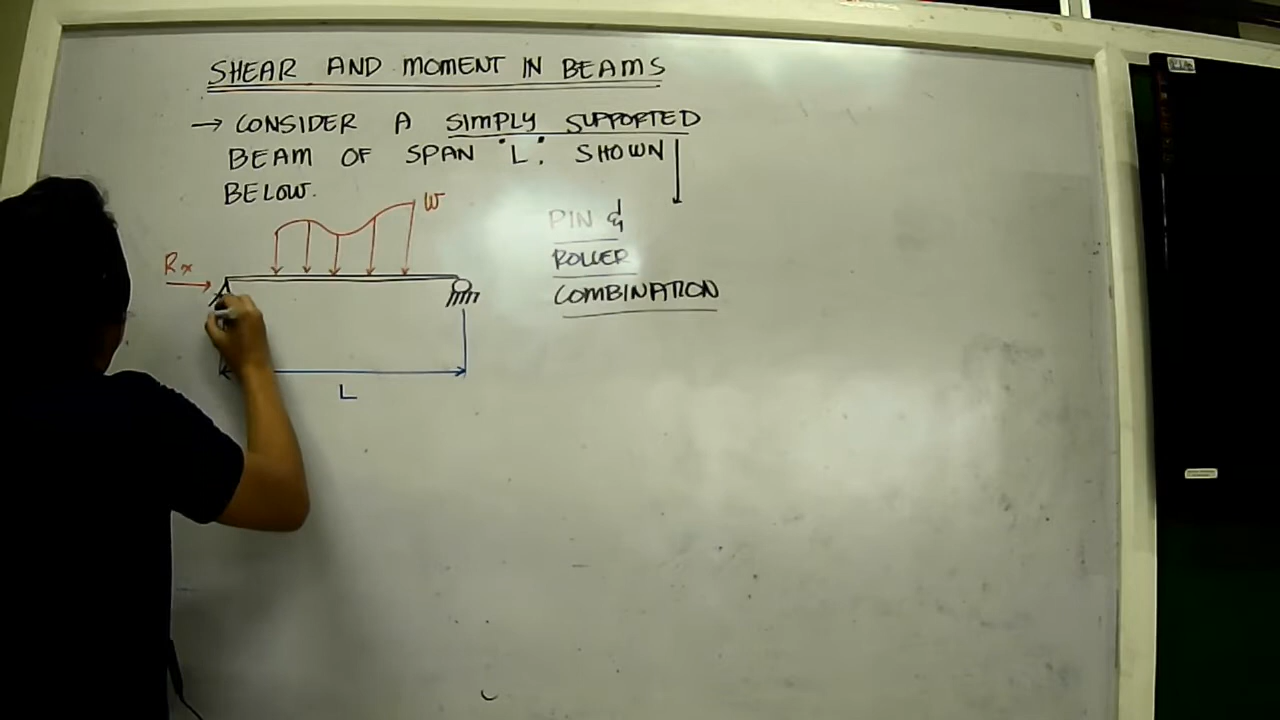 SHEAR AND MOMENT IN BEAMS
→ CONSIDER A SIMPLY SUPPORTED
BEAM OF SPAN "L". SHOWN
BELOW.
W
PIN &
ROLLER
COMBINATION
Rx
L